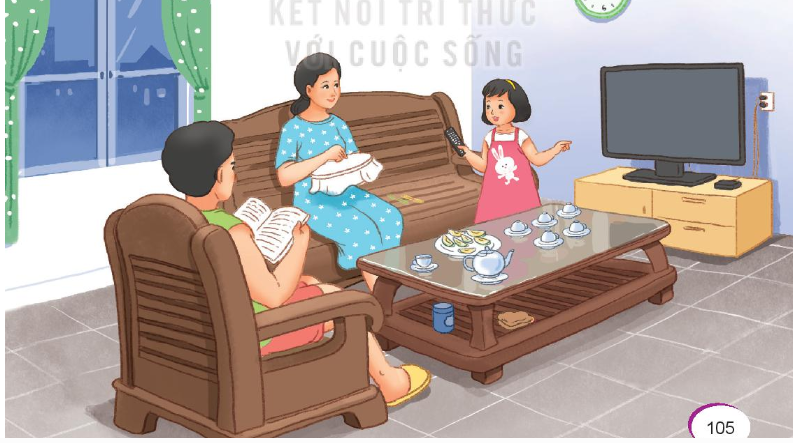 KẾT NỐI TRI THỨC
VỚI CUỘC SỐNG
105